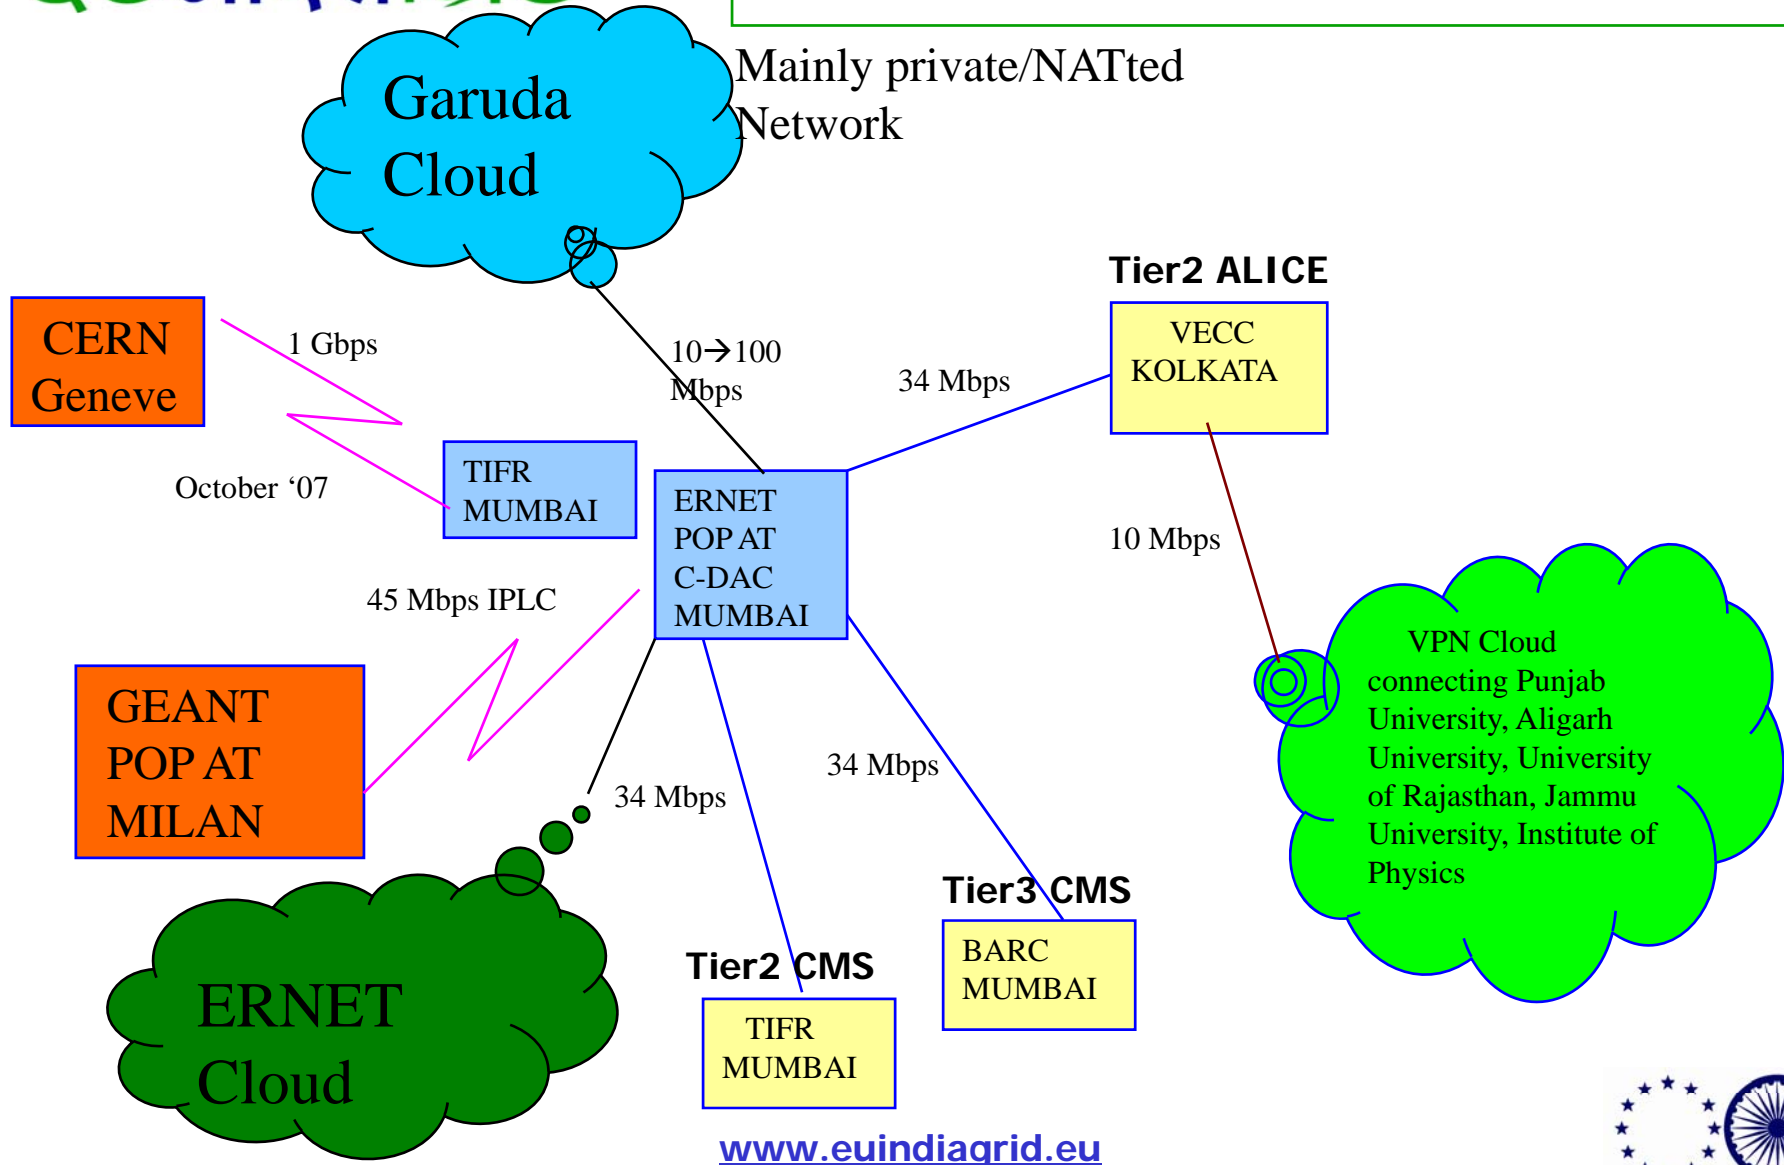 Mainly private/NATted
Network
Garuda
Cloud
Tier2 ALICE
CERN
Geneve
1 Gbps
10→100
Mbps
34 Mbps
VECC
KOLKATA
October ‘07
TIFR
MUMBAI
ERNET
POP AT
C-DAC
MUMBAI
10 Mbps
45 Mbps IPLC
GEANT
POP AT
MILAN
VPN Cloud
connecting Punjab
University, Aligarh
University, University
of Rajasthan, Jammu
University, Institute of
Physics
34 Mbps
34 Mbps
Tier3 CMS
BARC
MUMBAI
Tier2 CMS
TIFR
MUMBAI
ERNET
Cloud
www.euindiagrid.eu